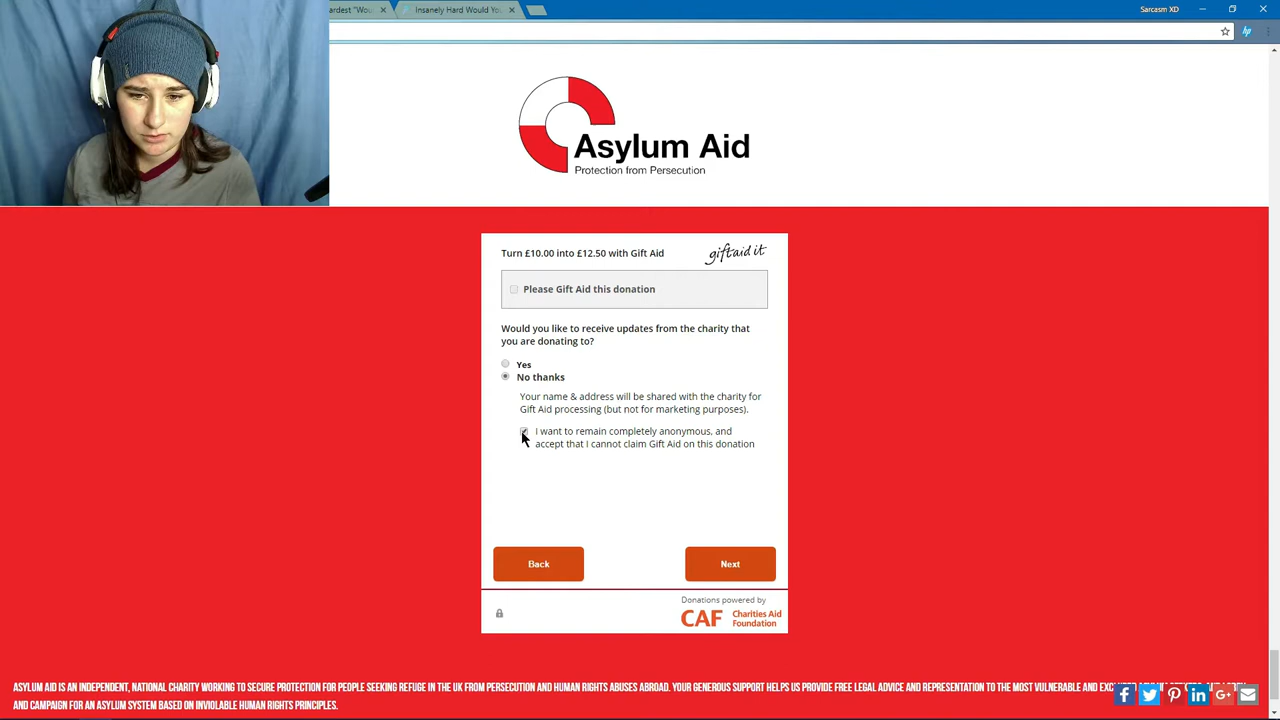 ardest "Wou
Insanely Hard Would Yo
Sarcasm XD
Asylum Aid
Protection from Persecution
Turn £10.00 into £12.50 with Gift Aid
giftaid it
Please Gift Aid this donation
Would you like to receive updates from the charity that
you are donating to?
Yes
No thanks
Your name & address will be shared with the charity for
Gift Aid processing (but not for marketing purposes).
I want to remain completely anonymous, and
accept that I cannot claim Gift Aid on this donation
Back
Next
Donations powered by
CAF Charities Aid
Foundation
ASYLUM AID IS AN INDEPENDENT, NATIONAL CHARITY WORKING TO SECURE PROTECTION FOR PEOPLE SEEKING REFUGE IN THE UK FROM PERSECUTION AND HUMAN RIGHTS ABUSES ABROAD. YOUR GENEROUS SUPPORT HELPS US PROVIDE FREE LEGAL ADVICE AND REPRESENTATION TO THE MOST VULNERABLE AND
AND CAMPAIGN FOR AN ASYLUM SYSTEM BASED ON INVIOLABLE HUMAN RIGHTS PRINCIPLES.